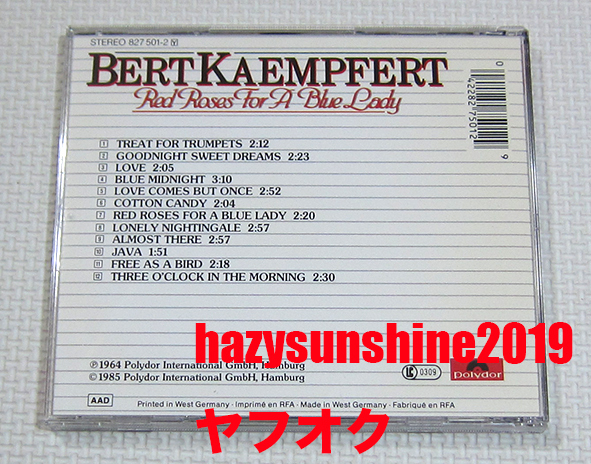 STEREO 827 501-2
BERT KAEMPFERT
Red Roses For A Blue Lady
0 42282 75012 9
1 TREAT FOR TRUMPETS 2:12
2 GOODNIGHT SWEET DREAMS 2:23
3 LOVE 2:05
4 BLUE MIDNIGHT 3:10
5 LOVE COMES BUT ONCE 2:52
6 COTTON CANDY 2:04
7 RED ROSES FOR A BLUE LADY 2:20
8 LONELY NIGHTINGALE 2:57
9 ALMOST THERE 2:57
10 JAVA 1:51
11 FREE AS A BIRD 2:18
12 THREE O'CLOCK IN THE MORNING 2:30
hazysunshine2019
℗1964 Polydor International GmbH, Hamburg
©1985 Polydor International GmbH, Hamburg
LC 0309
polydor
AAD
Printed in West Germany · Imprimé en RFA
Made in West Germany · Fabriqué en RFA
ヤフオク